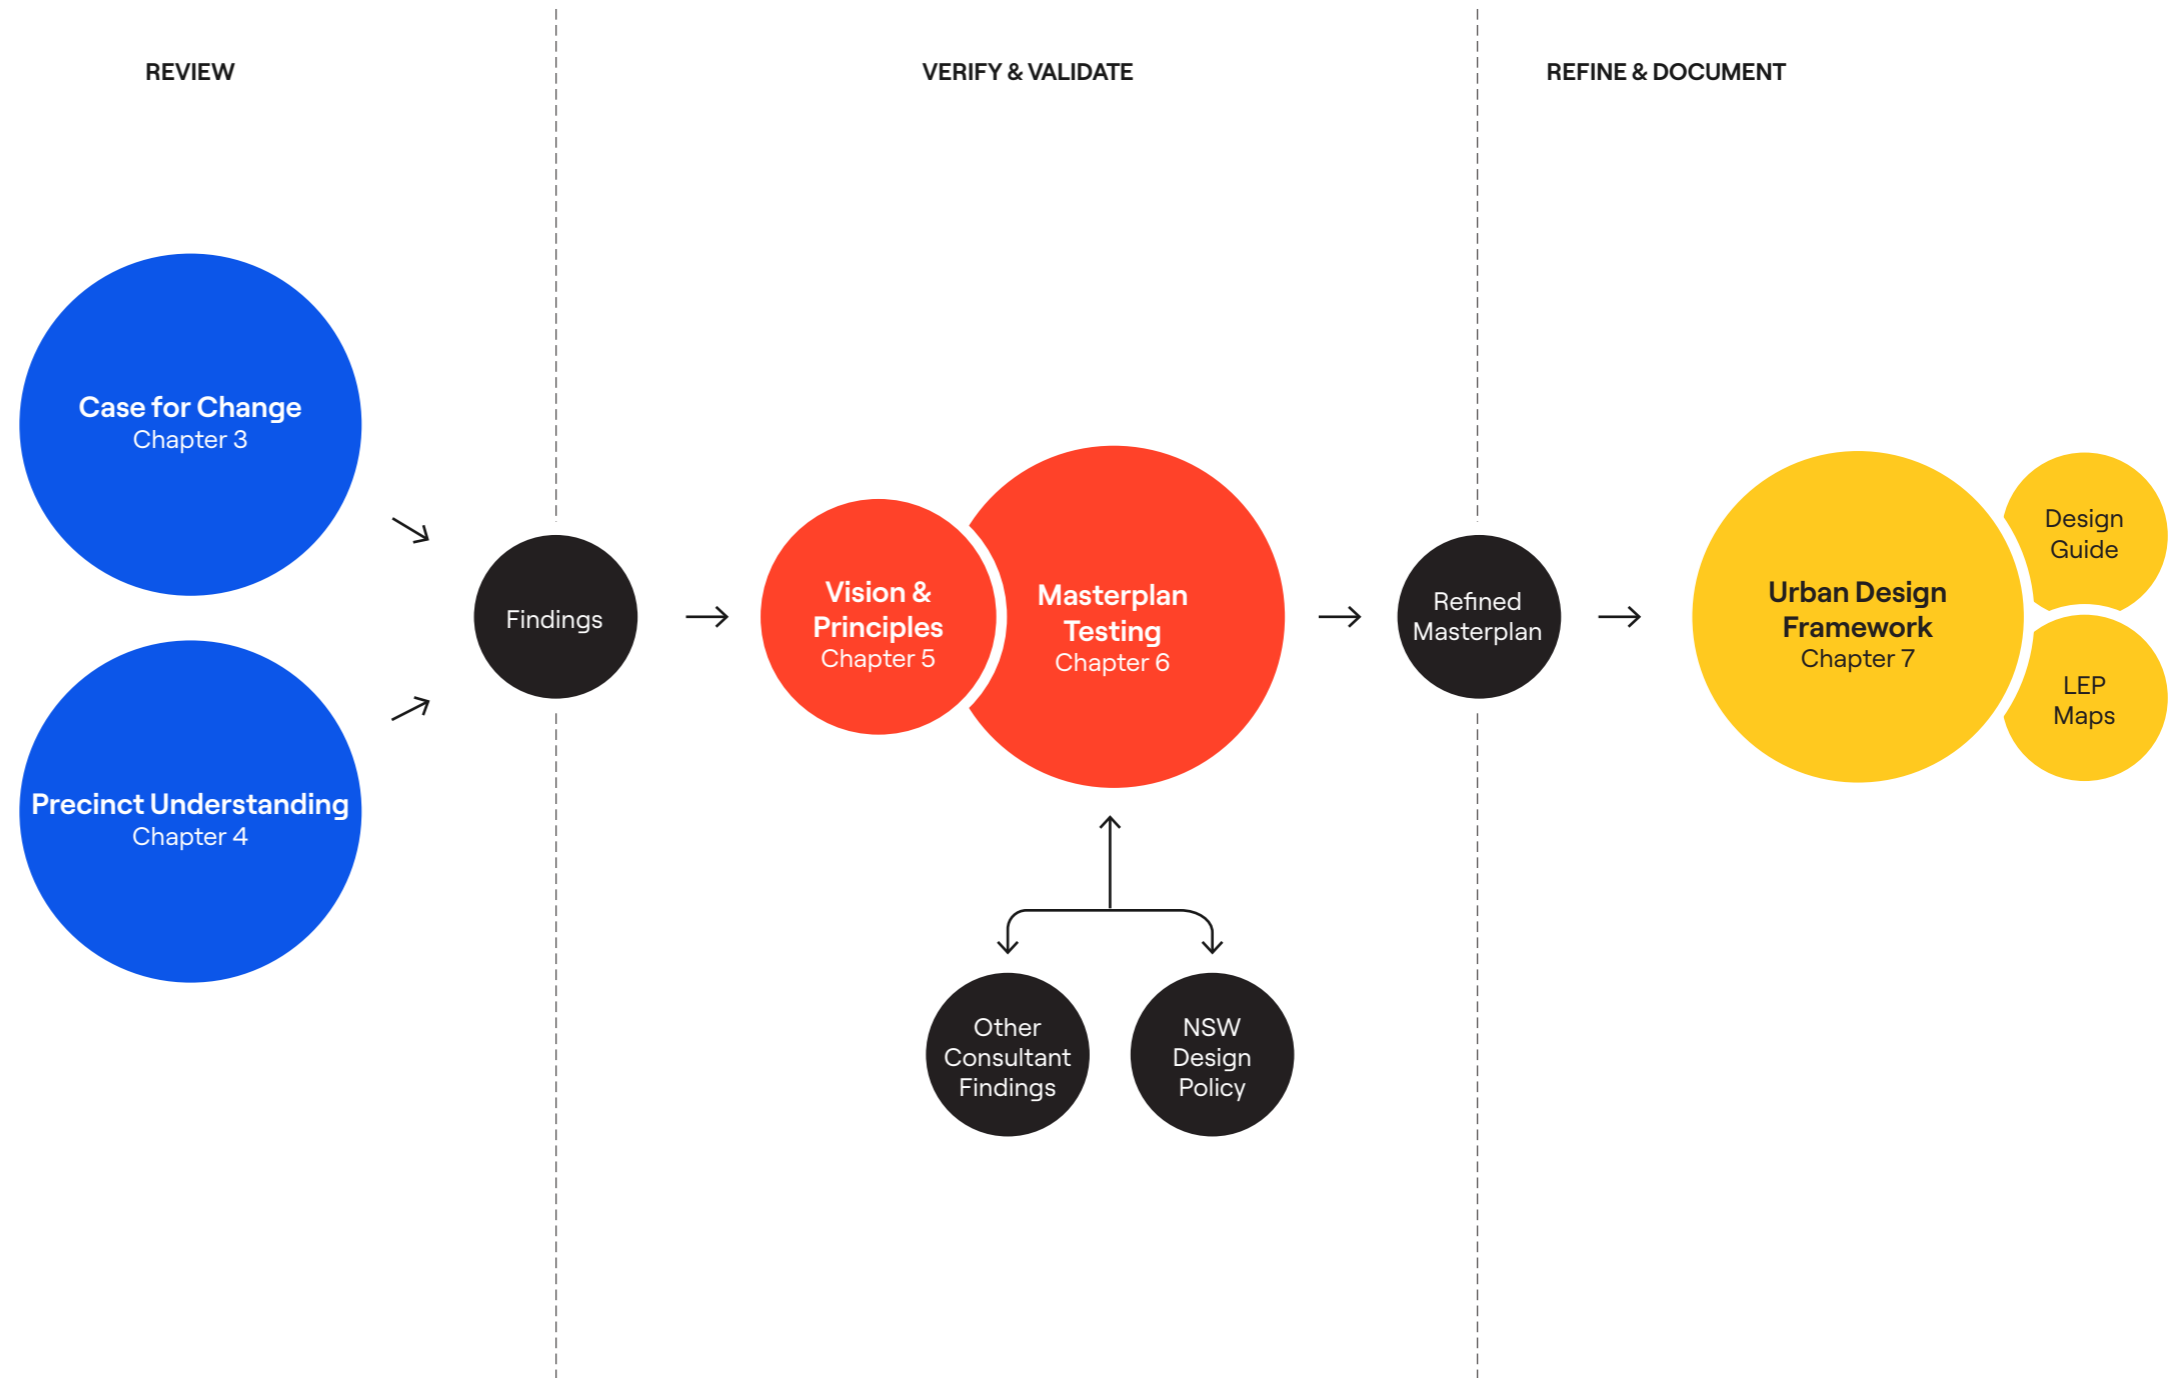 REVIEW
VERIFY & VALIDATE
REFINE & DOCUMENT
Case for Change
Chapter 3
Precinct Understanding
Chapter 4
Findings
Vision &
Principles
Chapter 5
Masterplan
Testing
Chapter 6
Other
Consultant
Findings
NSW
Design
Policy
Refined
Masterplan
Urban Design
Framework
Chapter 7
Design
Guide
LEP
Maps